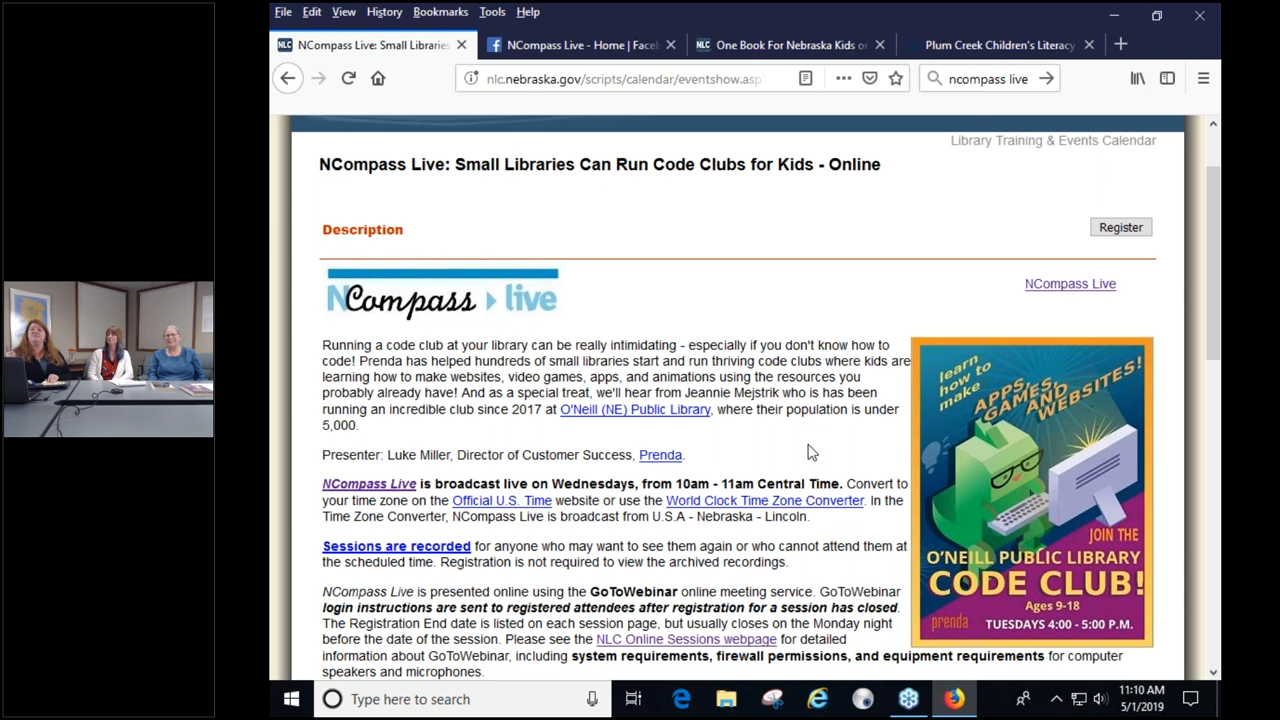 File Edit View History Bookmarks Tools Help
NLC NCompass Live: Small Libraries
NCompass Live - Home | Face
NLC One Book For Nebraska Kids or
Plum Creek Children's Literacy
nlc.nebraska.gov/scripts/calendar/eventshow.asp
ncompass live
Library Training & Events Calendar
NCompass Live: Small Libraries Can Run Code Clubs for Kids - Online
Description
Register
NCompass live
NCompass Live
Running a code club at your library can be really intimidating - especially if you don't know how to
code! Prenda has helped hundreds of small libraries start and run thriving code clubs where kids are
learning how to make websites, video games, apps, and animations using the resources you
probably already have! And as a special treat, we'll hear from Jeannie Mejstrik who is has been
running an incredible club since 2017 at O'Neill (NE) Public Library, where their population is under
5,000.
Presenter: Luke Miller, Director of Customer Success, Prenda.
NCompass Live is broadcast live on Wednesdays, from 10am - 11am Central Time. Convert to
your time zone on the Official U.S. Time website or use the World Clock Time Zone Converter. In the
Time Zone Converter, NCompass Live is broadcast from U.S.A - Nebraska - Lincoln.
Sessions are recorded for anyone who may want to see them again or who cannot attend them at
the scheduled time. Registration is not required to view the archived recordings.
NCompass Live is presented online using the GoToWebinar online meeting service. GoToWebinar
login instructions are sent to registered attendees after registration for a session has closed.
The Registration End date is listed on each session page, but usually closes on the Monday night
before the date of the session. Please see the NLC Online Sessions webpage for detailed
information about GoToWebinar, including system requirements, firewall permissions, and equipment requirements for computer
speakers and microphones.
learn
how to
make
APPS,
GAMES,
AND
WEBSITES!
JOIN THE
O'NEILL PUBLIC LIBRARY
CODE CLUB!
Ages 9-18
prenda TUESDAYS 4:00 - 5:00 P.M.
Type here to search
11:10 AM
5/1/2019